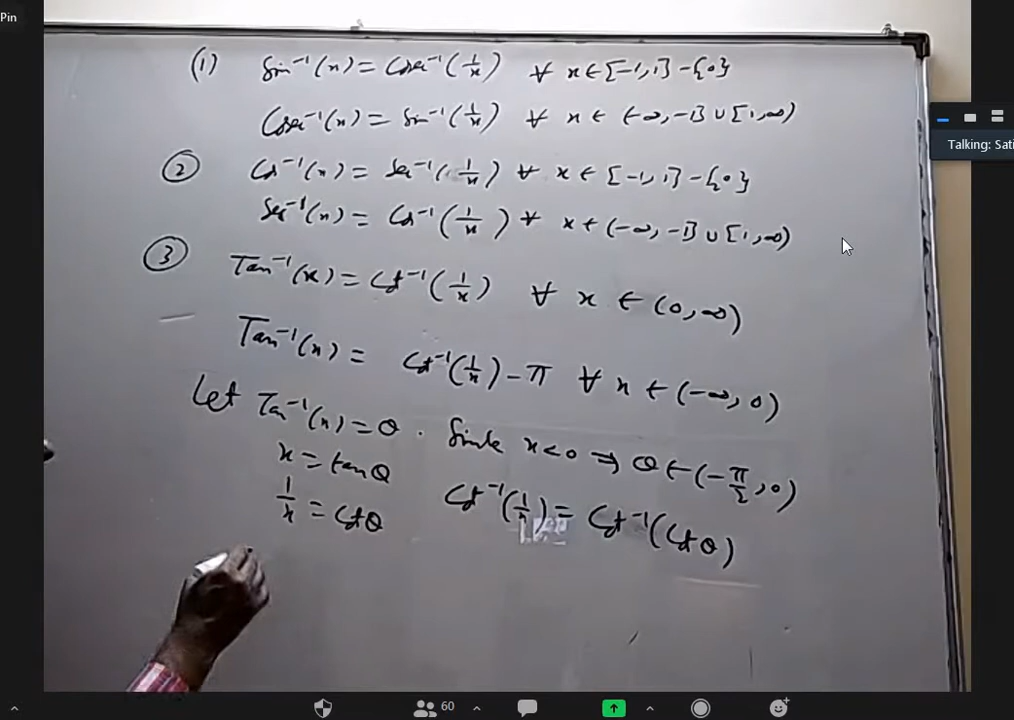 Pin
(1) Sin⁻¹(x) = Cosec⁻¹(1/x) ∀ x ∈ [-1, 1] - {0}
Cosec⁻¹(x) = Sin⁻¹(1/x) ∀ x ∈ (-∞, -1] ∪ [1, ∞)
Talking: Sati
② Cos⁻¹(x) = Sec⁻¹(1/x) ∀ x ∈ [-1, 1] - {0}
Sec⁻¹(x) = Cos⁻¹(1/x) ∀ x ∈ (-∞, -1] ∪ [1, ∞)
③ Tan⁻¹(x) = Cot⁻¹(1/x) ∀ x ∈ (0, ∞)
Tan⁻¹(x) = Cot⁻¹(1/x) - π ∀ x ∈ (-∞, 0)
Let Tan⁻¹(x) = θ . Since x < 0 ⇒ θ ∈ (-π/2, 0)
x = tanθ
1/x = cotθ Cot⁻¹(1/x) = Cot⁻¹(Cot θ)
60